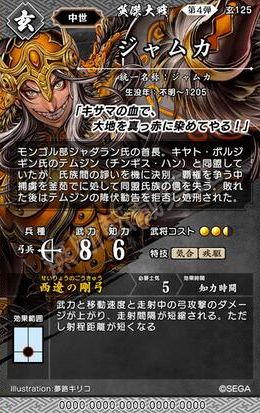 玄
中世
英傑大戦
第4弾
玄125
ジャムカ
統一名称：ジャムカ
生没年：不明～1205
「キサマの血で、
大地を真っ赤に染めてやる！」
モンゴル部ジャダラン氏の首長。キヤト・ボルジ
ギン氏のテムジン（チンギス・ハン）と同盟して
いたが、氏族間の諍いを機に決別。覇権を争う中
捕虜を釜茹でに処して同盟氏族の信を失う。敗れ
た後はテムジンの降伏勧告を拒否し処刑された。
兵種
武力
知力
武将コスト
弓兵
8
6
特技
気合
疾駆
せいりょうのごうきゅう
西遼の剛弓
必要士気
5
効果時間
知力時間
効果範囲
武力と移動速度と走射中の弓攻撃のダメー
ジが上がり、走射間隔が短縮される。ただ
し射程距離が短くなる
Illustration:夢路キリコ
©SEGA
0000-0000-0000-0000-0000